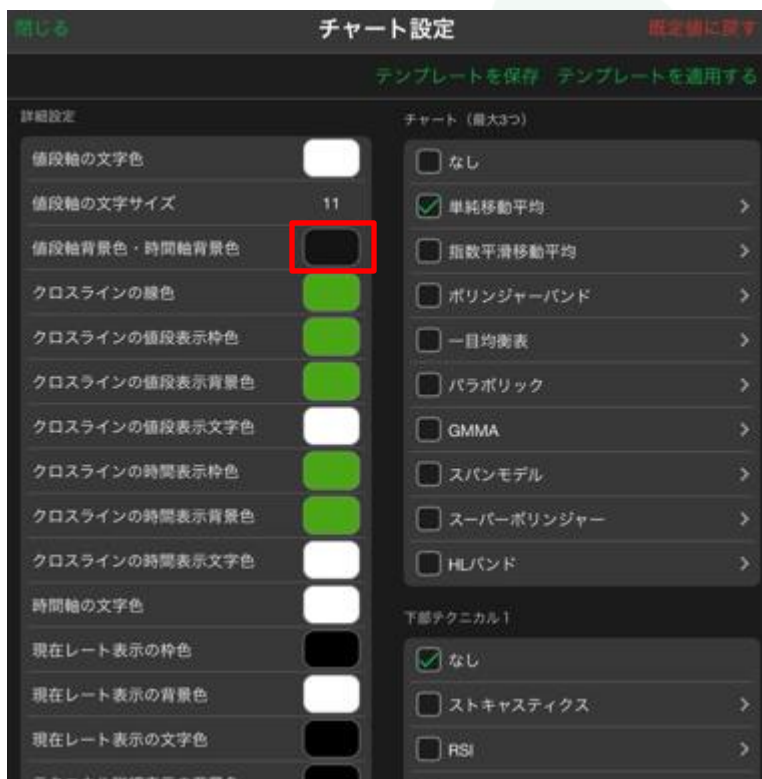 閉じる
チャート設定
既定値に戻す
テンプレートを保存 テンプレートを適用する
詳細設定
値段軸の文字色
値段軸の文字サイズ 11
値段軸背景色・時間軸背景色
クロスラインの線色
クロスラインの値段表示枠色
クロスラインの値段表示背景色
クロスラインの値段表示文字色
クロスラインの時間表示枠色
クロスラインの時間表示背景色
クロスラインの時間表示文字色
時間軸の文字色
現在レート表示の枠色
現在レート表示の背景色
現在レート表示の文字色
チャート（最大3つ）
なし
単純移動平均
指数平滑移動平均
ボリンジャーバンド
一目均衡表
パラボリック
GMMA
スパンモデル
スーパーボリンジャー
HLバンド
下部テクニカル1
なし
ストキャスティクス
RSI